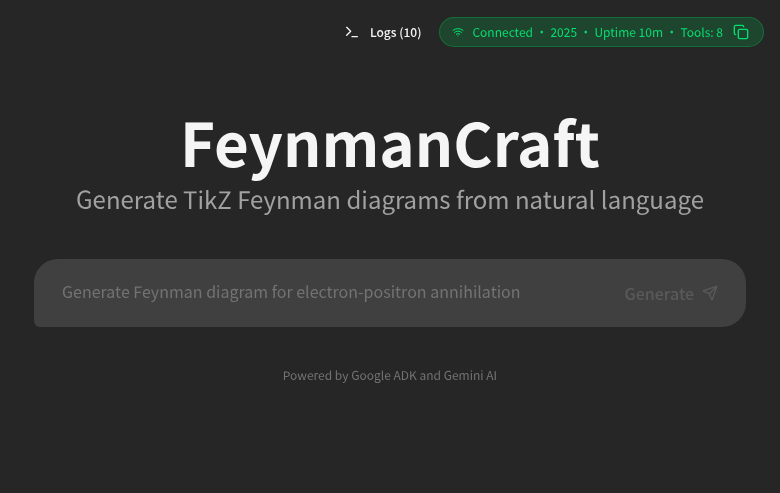 Logs (10)
Connected • 2025 • Uptime 10m • Tools: 8
FeynmanCraft
Generate TikZ Feynman diagrams from natural language
Generate Feynman diagram for electron-positron annihilation
Generate
Powered by Google ADK and Gemini AI